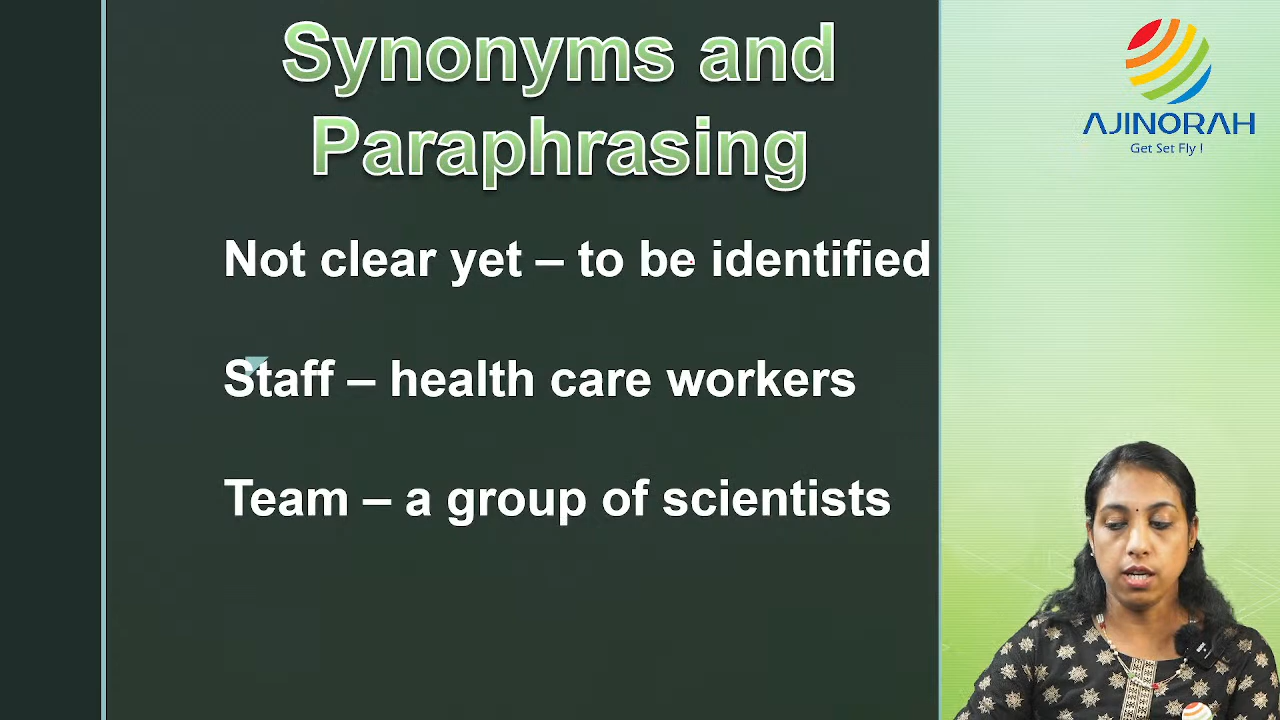 Synonyms and
Paraphrasing
Not clear yet – to be identified
Staff – health care workers
Team – a group of scientists
AJINORAH
Get Set Fly !